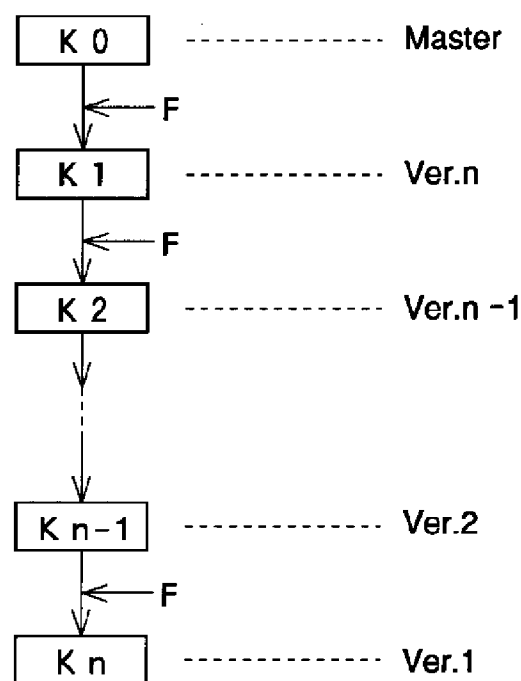 K 0 Master
F
K 1 Ver.n
F
K 2 Ver.n -1
K n-1 Ver.2
F
K n Ver.1